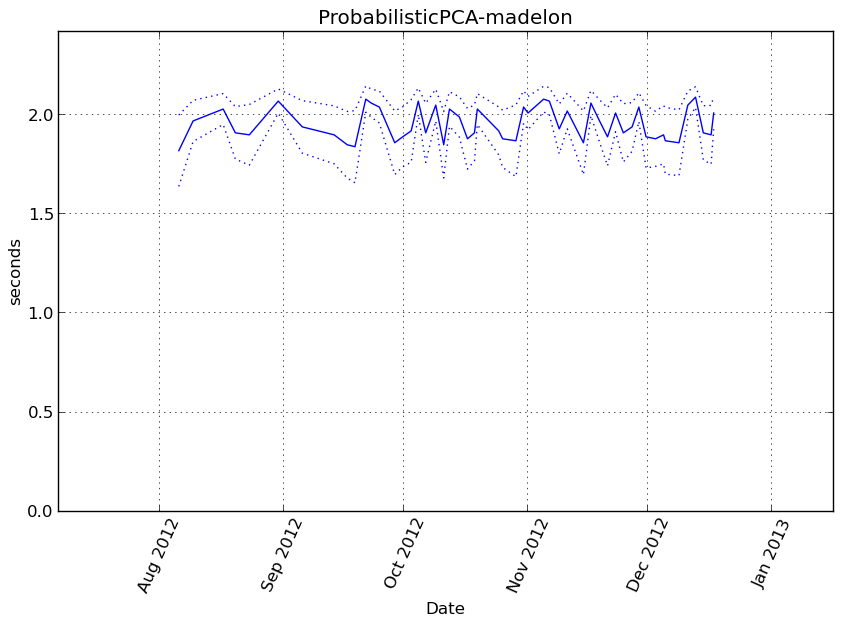 ProbabilisticPCA-madelon
2.0
1.5
1.0
0.5
0.0
seconds
Aug 2012
Sep 2012
Oct 2012
Nov 2012
Dec 2012
Jan 2013
Date